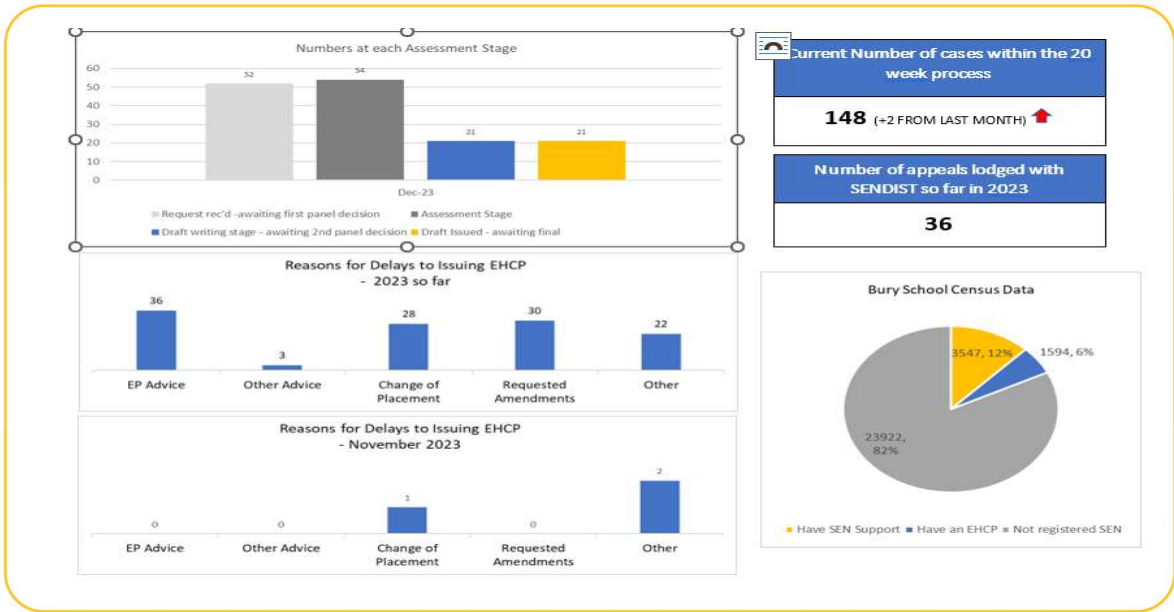 Numbers at each Assessment Stage
60
50
40
30
20
10
0
52
54
21
21
Dec-23
Request rec'd -awaiting first panel decision
Assessment Stage
Draft writing stage - awaiting 2nd panel decision
Draft Issued - awaiting final
Current Number of cases within the 20
week process
148 (+2 FROM LAST MONTH)
Number of appeals lodged with
SENDIST so far in 2023
36
Reasons for Delays to Issuing EHCP
- 2023 so far
36
3
28
30
22
EP Advice
Other Advice
Change of
Placement
Requested
Amendments
Other
Reasons for Delays to Issuing EHCP
- November 2023
0
0
1
0
2
EP Advice
Other Advice
Change of
Placement
Requested
Amendments
Other
Bury School Census Data
3547, 12%
1594, 6%
23922,
82%
Have SEN Support
Have an EHCP
Not registered SEN